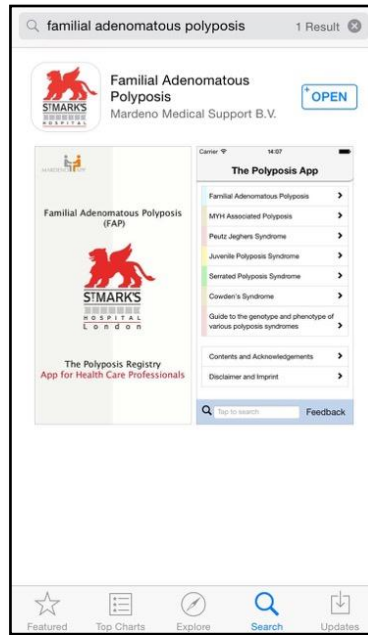 familial adenomatous polyposis 1 Result
ST MARK'S
HOSPITAL
Familial Adenomatous
Polyposis
Mardeno Medical Support B.V.
+OPEN
Familial Adenomatous Polyposis
(FAP)
ST MARK'S
HOSPITAL
London
The Polyposis Registry
App for Health Care Professionals
Carrier 14:07
The Polyposis App
Familial Adenomatous Polyposis
MYH Associated Polyposis
Peutz Jeghers Syndrome
Juvenile Polyposis Syndrome
Serrated Polyposis Syndrome
Cowden's Syndrome
Guide to the genotype and phenotype of
various polyposis syndromes
Contents and Acknowledgements
Disclaimer and Imprint
Tap to search Feedback
Featured Top Charts Explore Search Updates